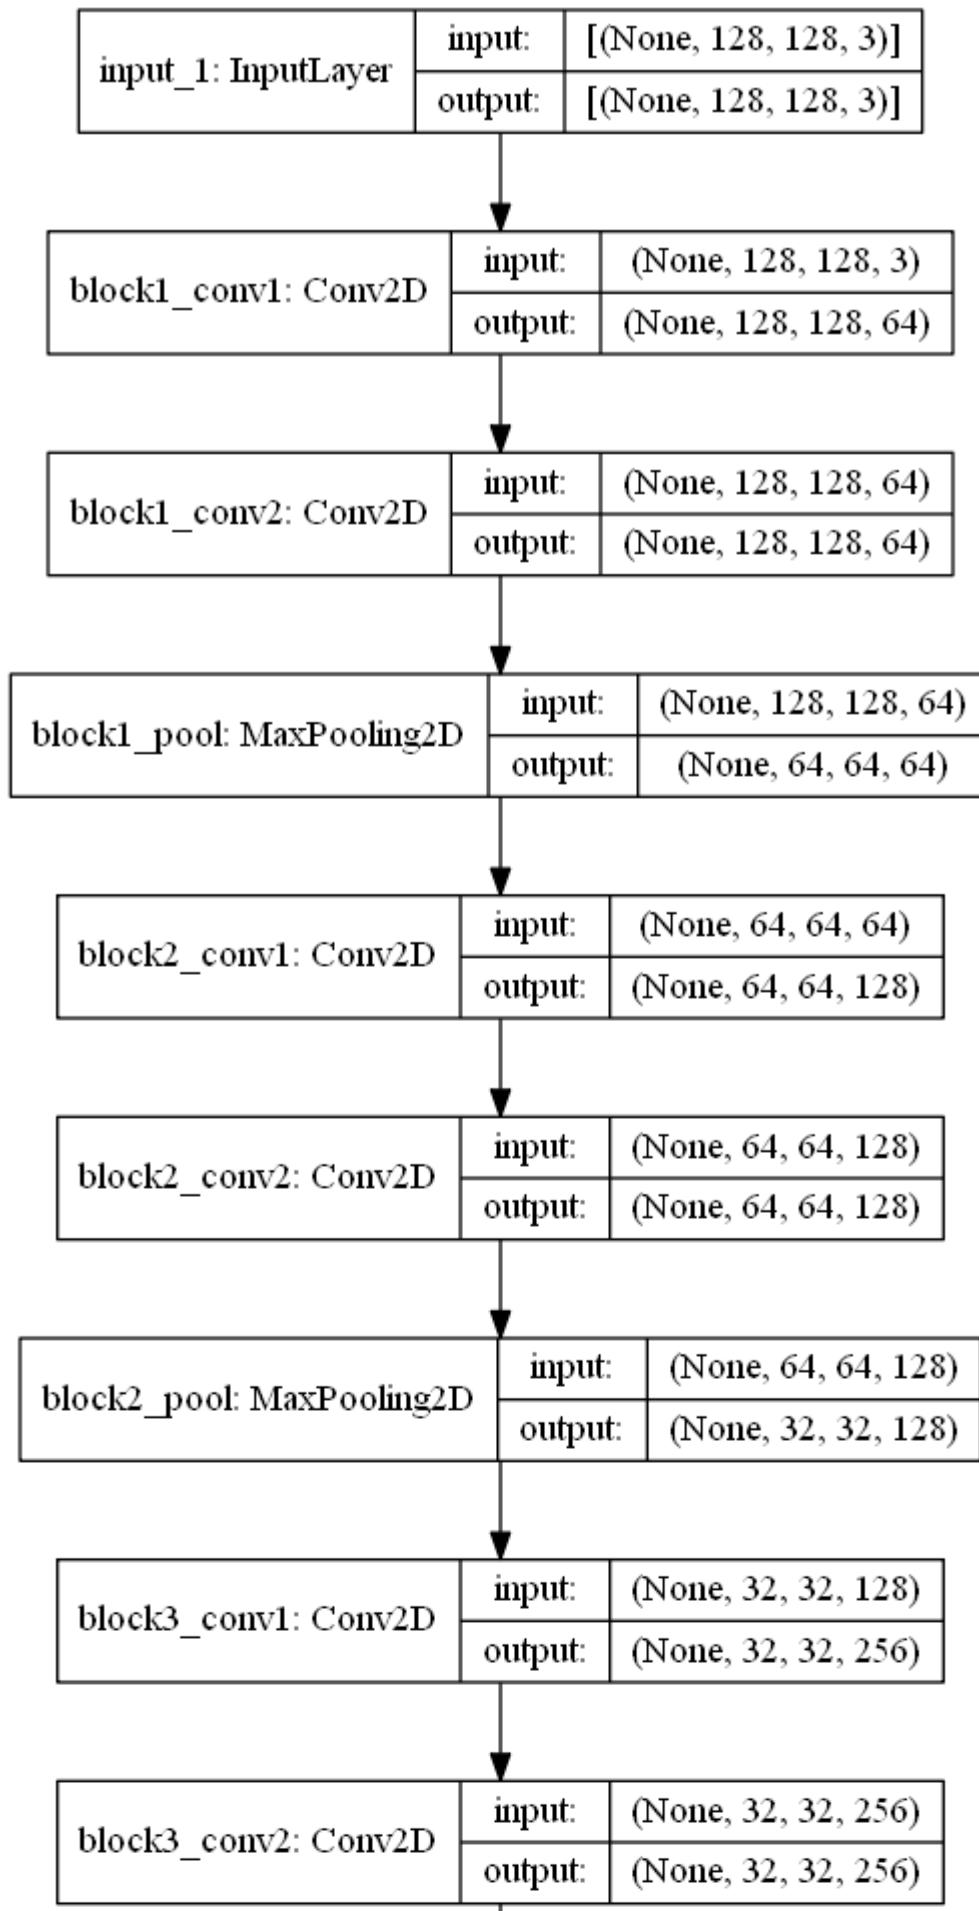 input_1: InputLayer
input: [(None, 128, 128, 3)]
output: [(None, 128, 128, 3)]
block1_conv1: Conv2D
input: (None, 128, 128, 3)
output: (None, 128, 128, 64)
block1_conv2: Conv2D
input: (None, 128, 128, 64)
output: (None, 128, 128, 64)
block1_pool: MaxPooling2D
input: (None, 128, 128, 64)
output: (None, 64, 64, 64)
block2_conv1: Conv2D
input: (None, 64, 64, 64)
output: (None, 64, 64, 128)
block2_conv2: Conv2D
input: (None, 64, 64, 128)
output: (None, 64, 64, 128)
block2_pool: MaxPooling2D
input: (None, 64, 64, 128)
output: (None, 32, 32, 128)
block3_conv1: Conv2D
input: (None, 32, 32, 128)
output: (None, 32, 32, 256)
block3_conv2: Conv2D
input: (None, 32, 32, 256)
output: (None, 32, 32, 256)